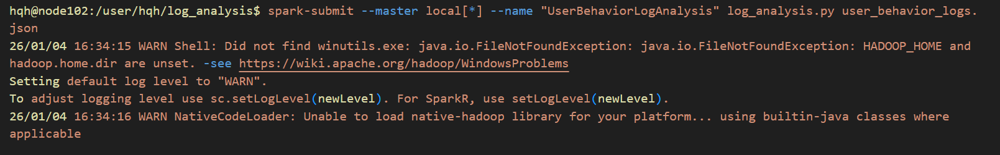 hqh@node102:/user/hqh/log_analysis$ spark-submit --master local[*] --name "UserBehaviorLogAnalysis" log_analysis.py user_behavior_logs.
json
26/01/04 16:34:15 WARN Shell: Did not find winutils.exe: java.io.FileNotFoundException: java.io.FileNotFoundException: HADOOP_HOME and
hadoop.home.dir are unset. -see https://wiki.apache.org/hadoop/WindowsProblems
Setting default log level to "WARN".
To adjust logging level use sc.setLogLevel(newLevel). For SparkR, use setLogLevel(newLevel).
26/01/04 16:34:16 WARN NativeCodeLoader: Unable to load native-hadoop library for your platform... using builtin-java classes where
applicable